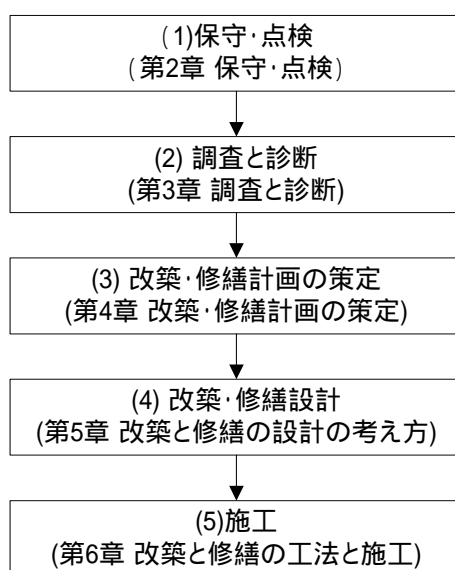 (1)保守･点検
(第2章 保守･点検)
(2) 調査と診断
(第3章 調査と診断)
(3) 改築･修繕計画の策定
(第4章 改築･修繕計画の策定)
(4) 改築･修繕設計
(第5章 改築と修繕の設計の考え方)
(5)施工
(第6章 改築と修繕の工法と施工)